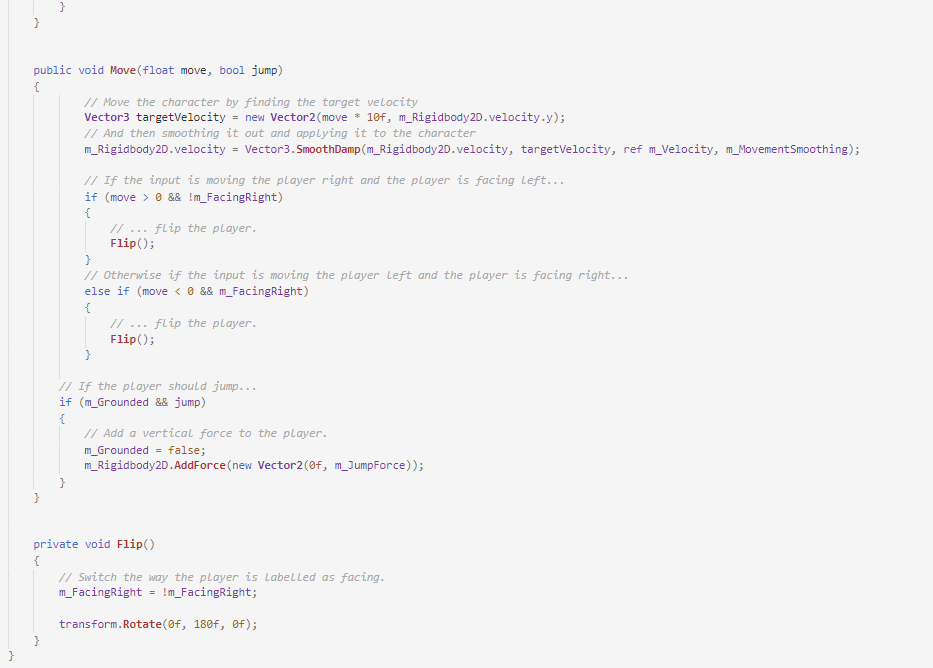 }
    }

    public void Move(float move, bool jump)
    {
            // Move the character by finding the target velocity
            Vector3 targetVelocity = new Vector2(move * 10f, m_Rigidbody2D.velocity.y);
            // And then smoothing it out and applying it to the character
            m_Rigidbody2D.velocity = Vector3.SmoothDamp(m_Rigidbody2D.velocity, targetVelocity, ref m_Velocity, m_MovementSmoothing);

            // If the input is moving the player right and the player is facing left...
            if (move > 0 && !m_FacingRight)
            {
                // ... flip the player.
                Flip();
            }
            // Otherwise if the input is moving the player left and the player is facing right...
            else if (move < 0 && m_FacingRight)
            {
                // ... flip the player.
                Flip();
            }

        // If the player should jump...
        if (m_Grounded && jump)
        {
            // Add a vertical force to the player.
            m_Grounded = false;
            m_Rigidbody2D.AddForce(new Vector2(0f, m_JumpForce));
        }
    }

    private void Flip()
    {
        // Switch the way the player is labelled as facing.
        m_FacingRight = !m_FacingRight;

        transform.Rotate(0f, 180f, 0f);
    }
}